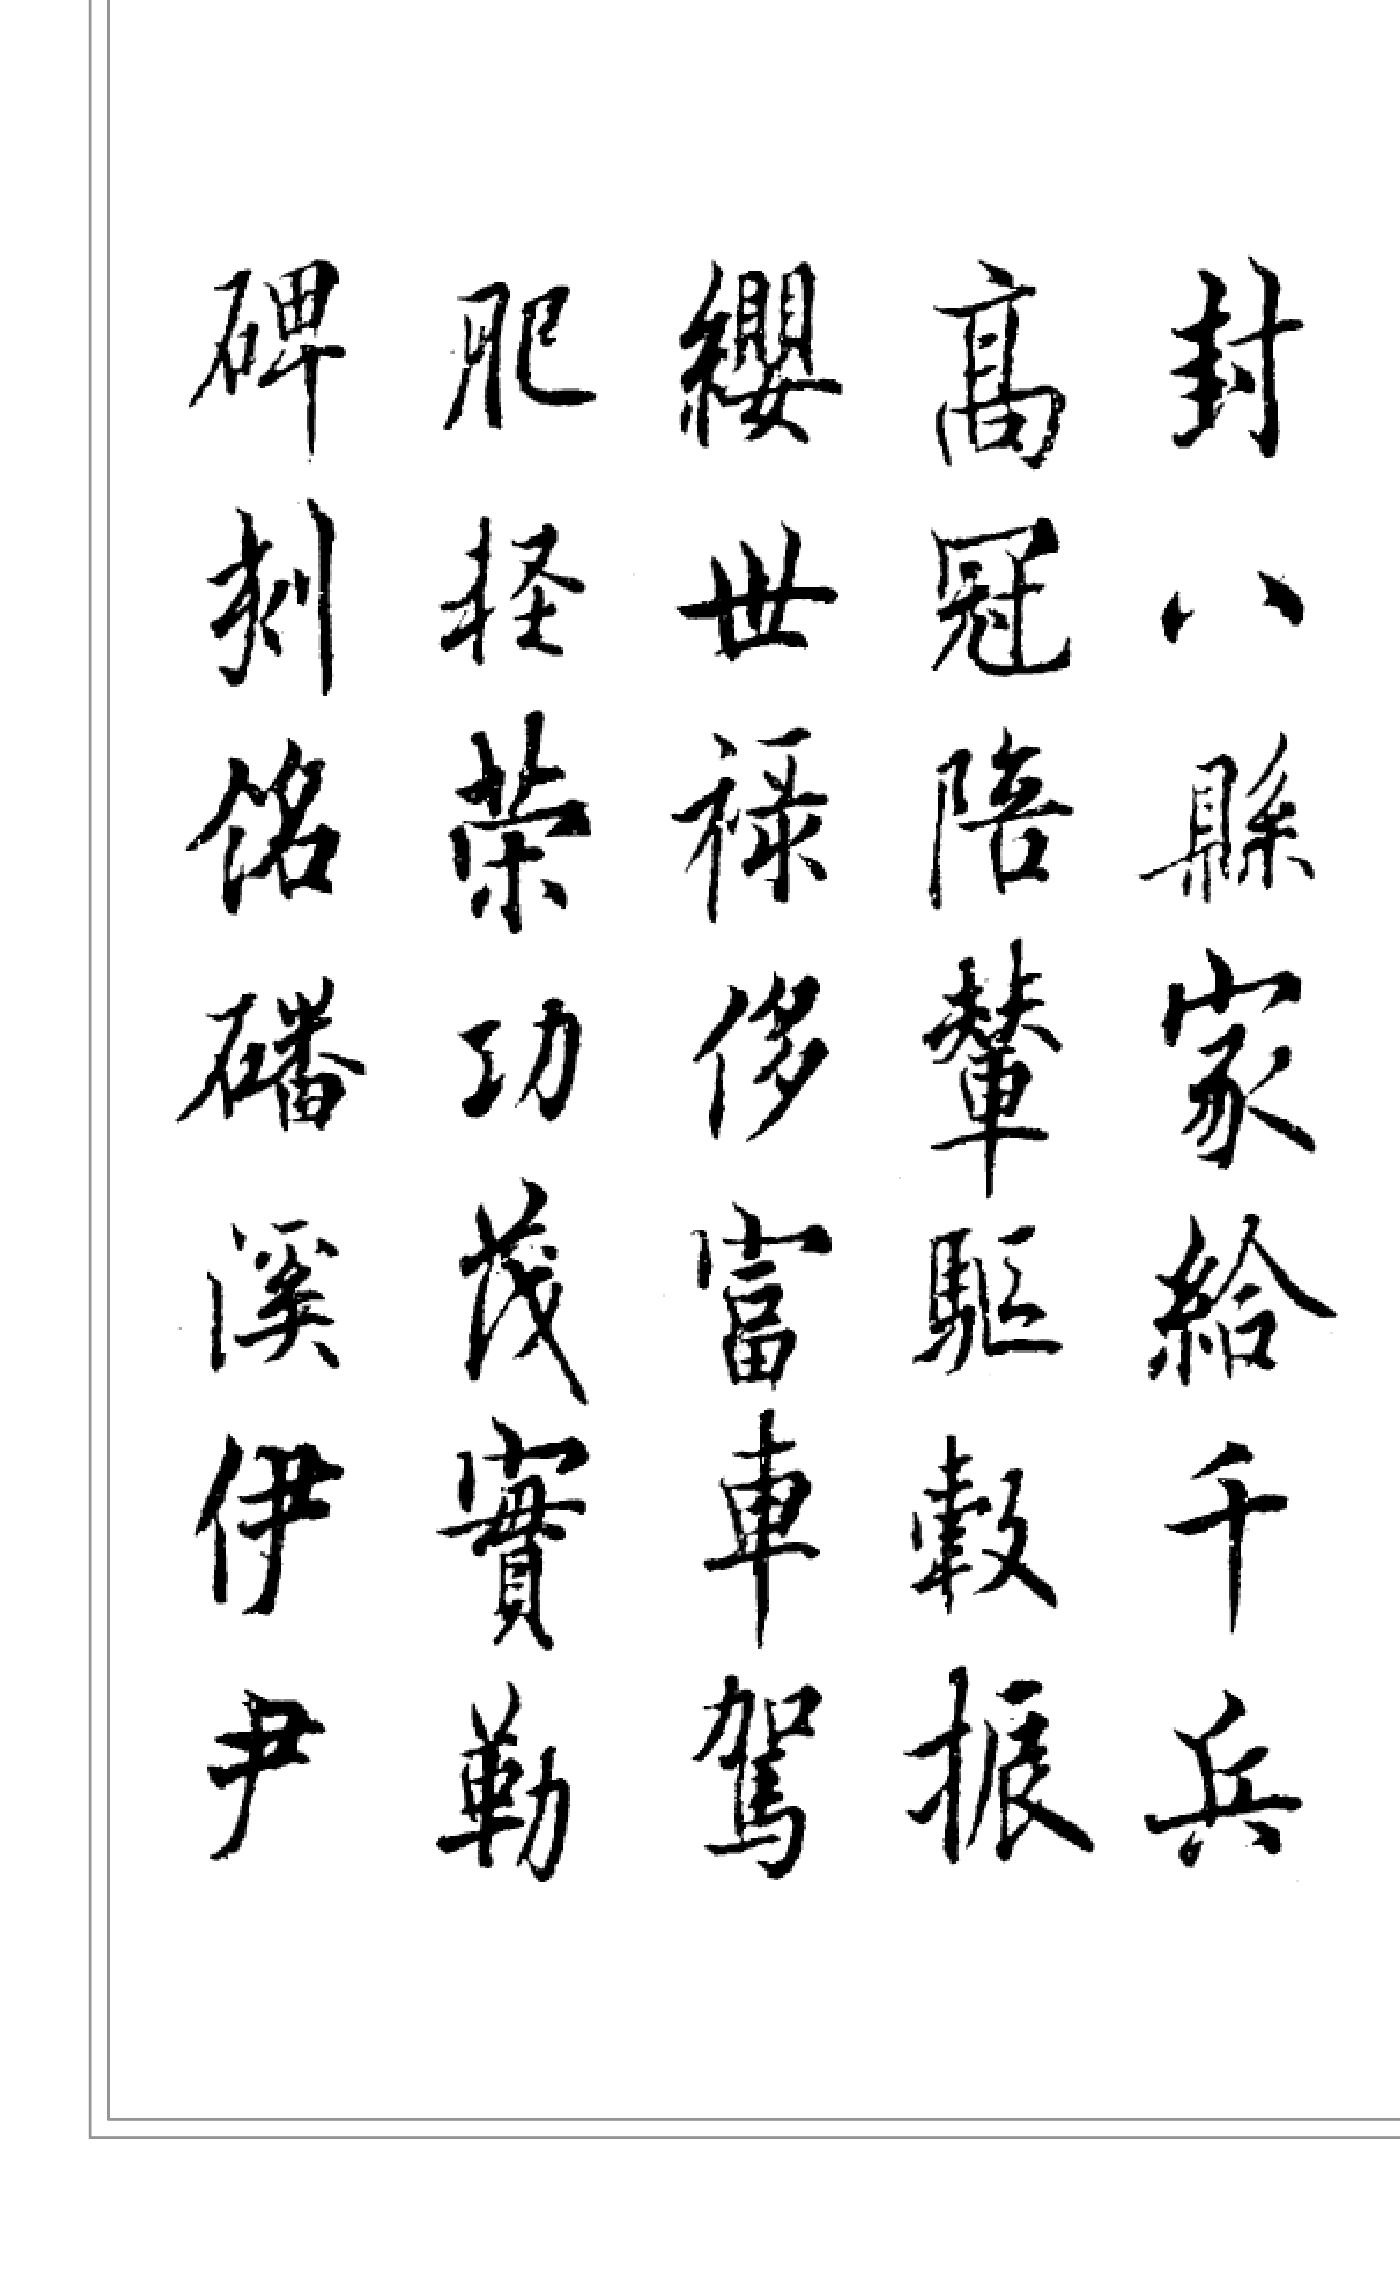 封八縣家給千兵
高冠陪輦驅轂振
纓世祿侈富車駕
肥輕榮功茂實勒
碑刻銘磻溪伊尹